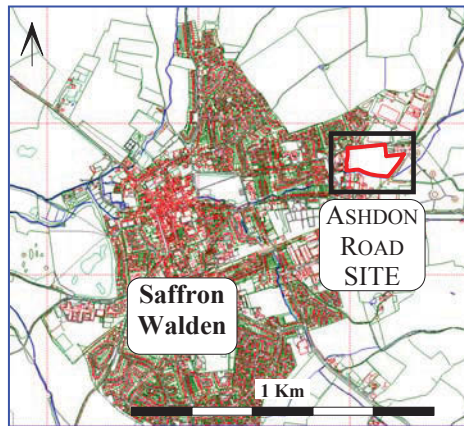 ASHDON
ROAD
SITE
Saffron
Walden
1 Km